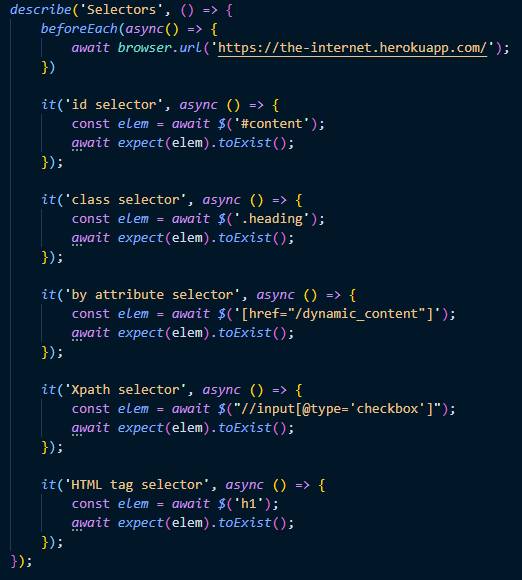 describe('Selectors', () => {
    beforeEach(async() => {
        await browser.url('https://the-internet.herokuapp.com/');
    })

    it('id selector', async () => {
        const elem = await $('#content');
        await expect(elem).toExist();
    });

    it('class selector', async () => {
        const elem = await $('.heading');
        await expect(elem).toExist();
    });

    it('by attribute selector', async () => {
        const elem = await $('[href="/dynamic_content"]');
        await expect(elem).toExist();
    });

    it('Xpath selector', async () => {
        const elem = await $("//input[@type='checkbox']");
        await expect(elem).toExist();
    });

    it('HTML tag selector', async () => {
        const elem = await $('h1');
        await expect(elem).toExist();
    });
});